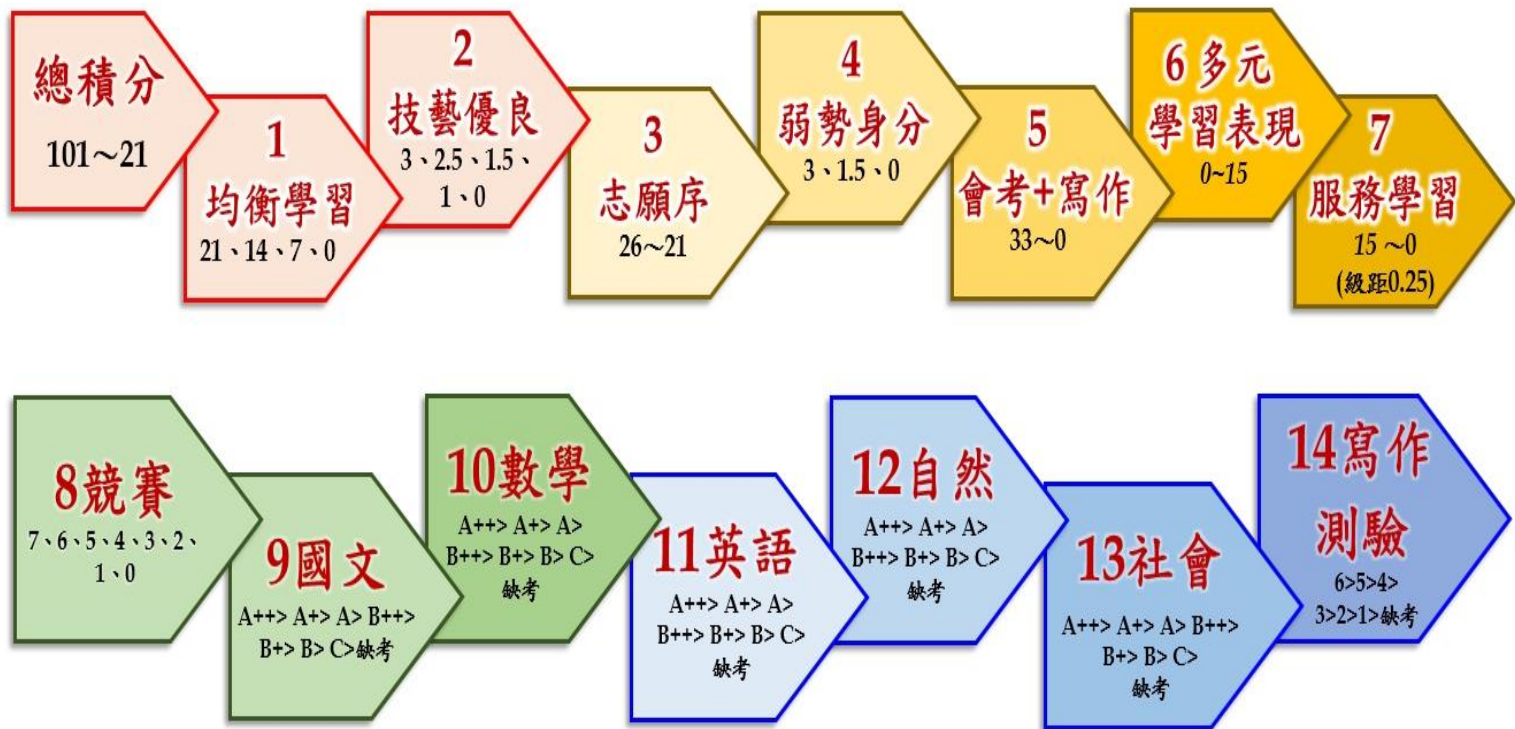 總積分
101～21
1
均衡學習
21、14、7、0
2
技藝優良
3、2.5、1.5、
1、0
3
志願序
26～21
4
弱勢身分
3、1.5、0
5
會考+寫作
33～0
6多元
學習表現
0~15
7
服務學習
15 ～0
(級距0.25)
8競賽
7、6、5、4、3、2、
1、0
9國文
A++> A+> A> B++>
B+> B> C>缺考
10數學
A++> A+> A>
B++> B+> B> C>
缺考
11英語
A++> A+> A>
B++> B+> B> C>
缺考
12自然
A++> A+> A>
B++> B+> B> C>
缺考
13社會
A++> A+> A> B++>
B+> B> C>
缺考
14寫作
測驗
6>5>4>
3>2>1>缺考